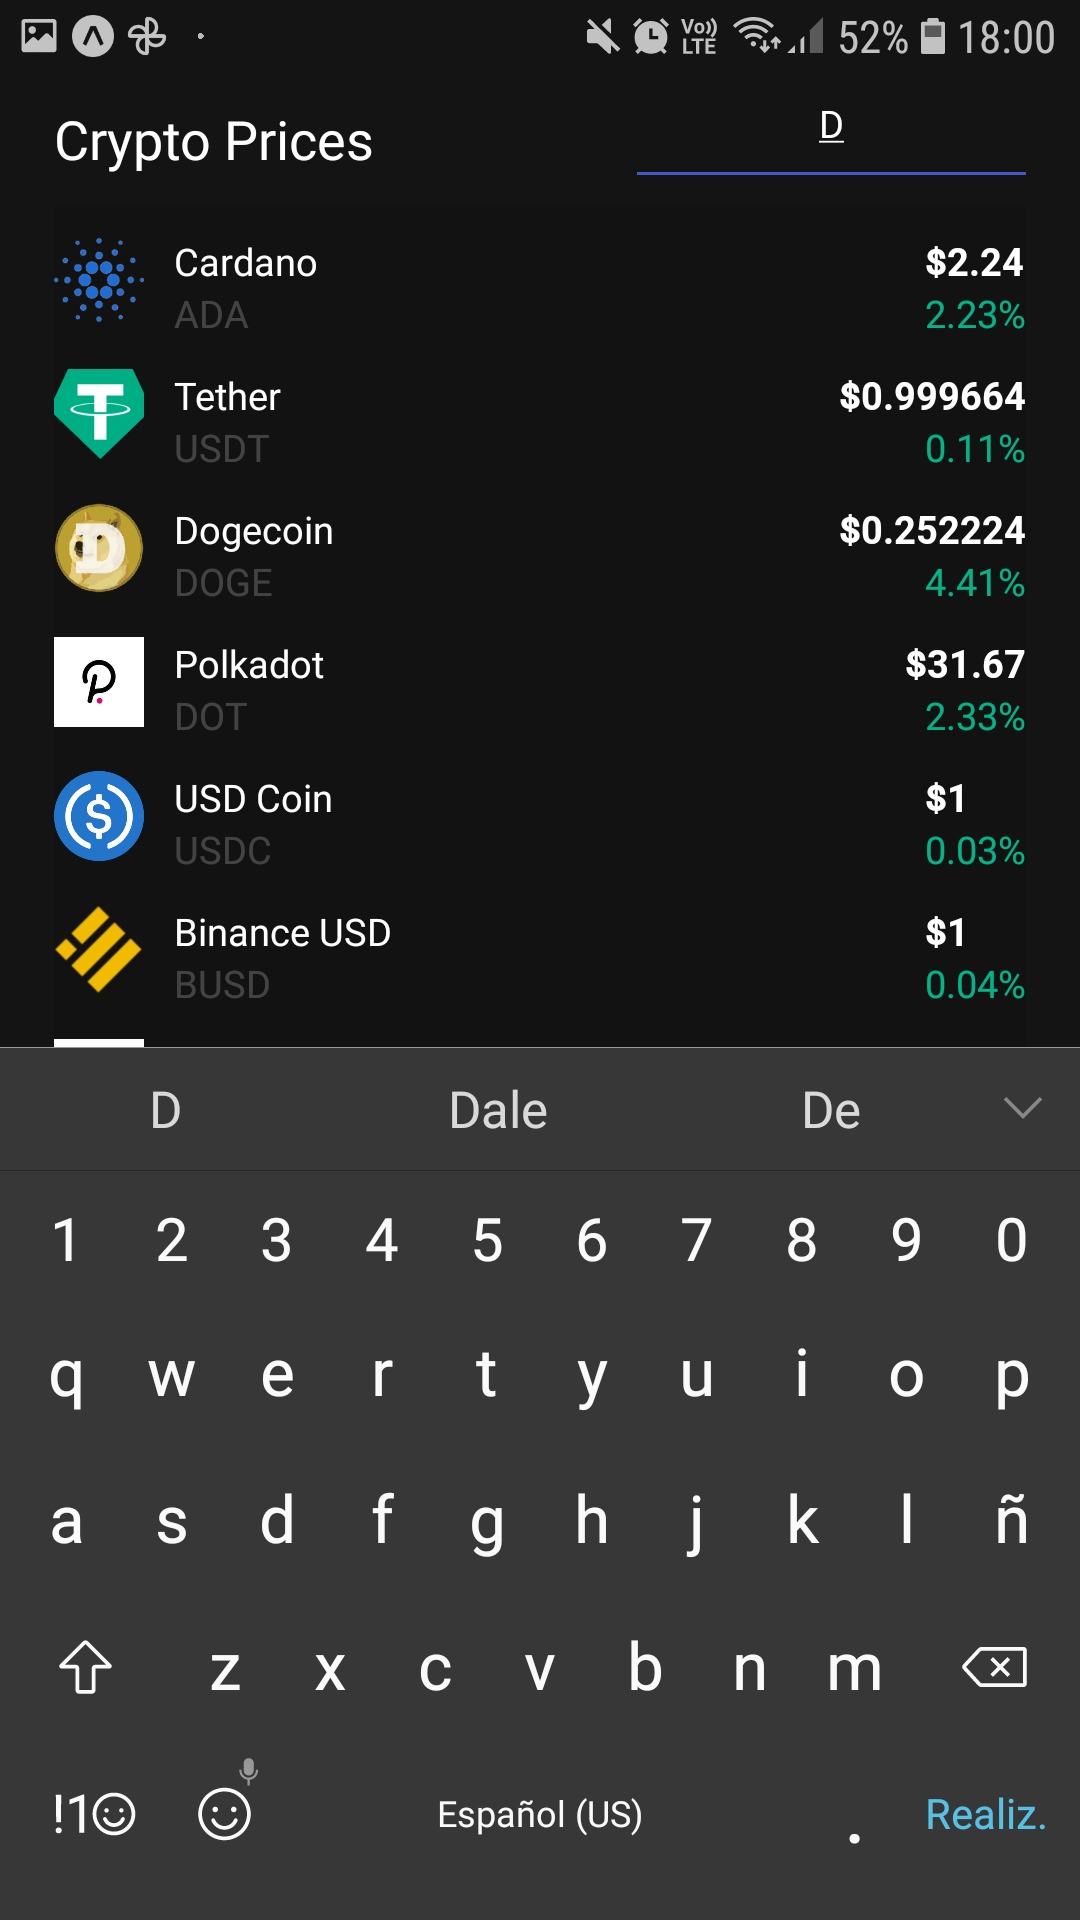 Vo)) LTE 52% 18:00
Crypto Prices
D
Cardano $2.24
ADA 2.23%
Tether $0.999664
USDT 0.11%
Dogecoin $0.252224
DOGE 4.41%
Polkadot $31.67
DOT 2.33%
USD Coin $1
USDC 0.03%
Binance USD $1
BUSD 0.04%
D Dale De
1 2 3 4 5 6 7 8 9 0
q w e r t y u i o p
a s d f g h j k l ñ
z x c v b n m
!1☺ Español (US) . Realiz.